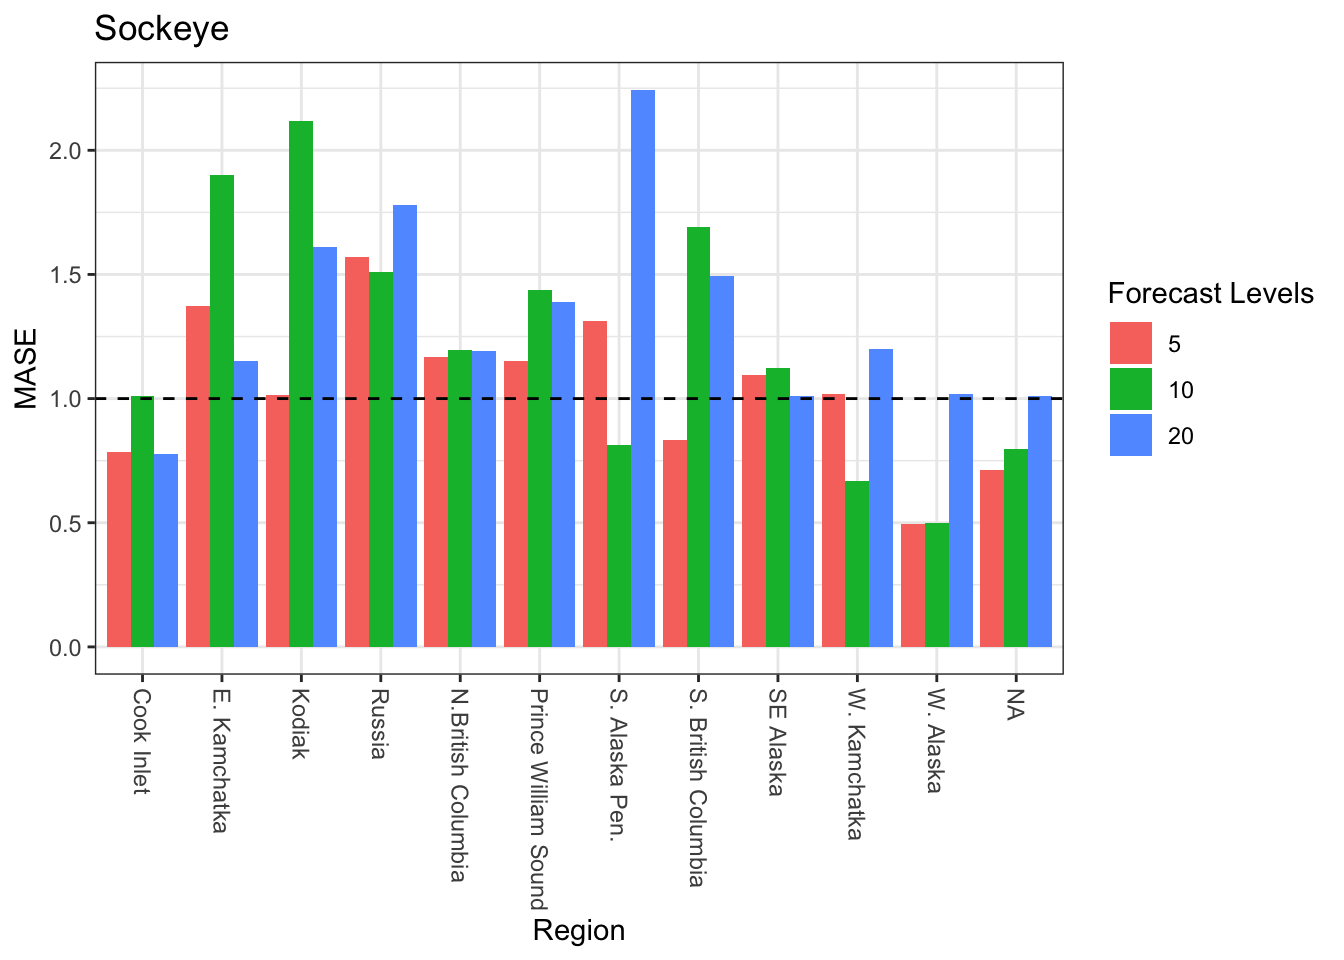 Sockeye
MASE
2.0
1.5
1.0
0.5
0.0
Cook Inlet
E. Kamchatka
Kodiak
Russia
N.British Columbia
Prince William Sound
S. Alaska Pen.
S. British Columbia
SE Alaska
W. Kamchatka
W. Alaska
NA
Region
Forecast Levels
5
10
20